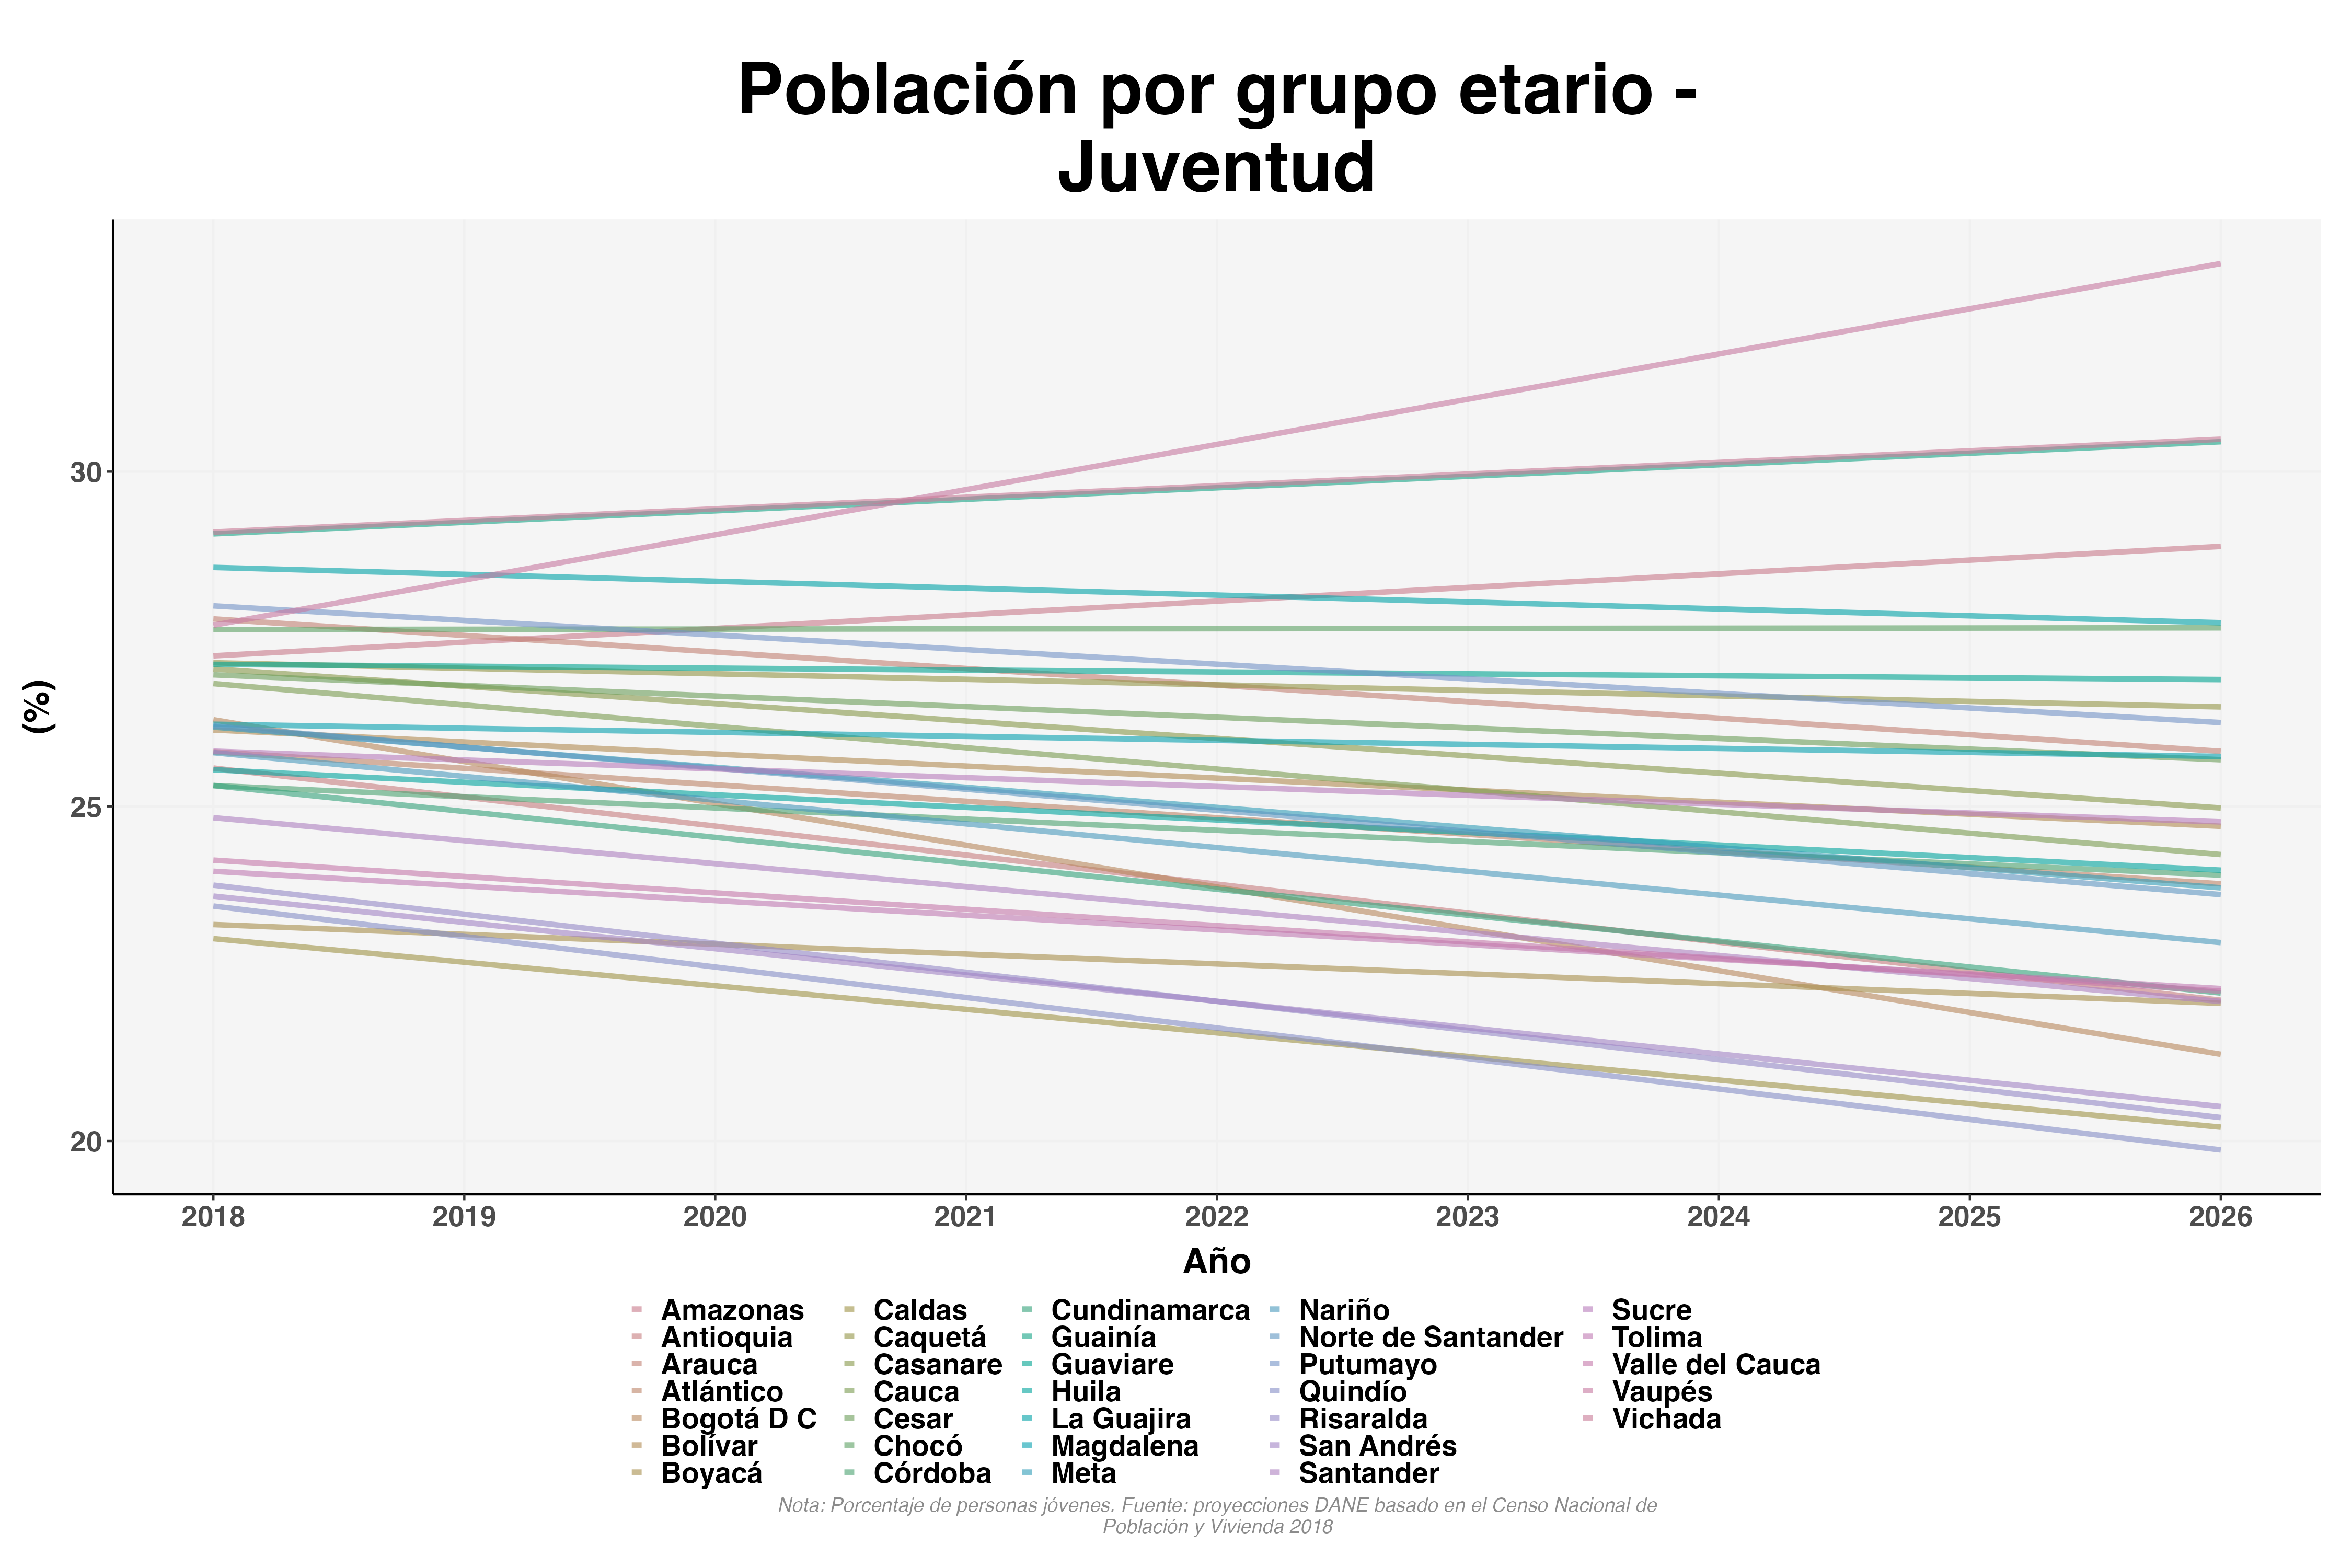 Población por grupo etario -
Juventud
(%)
30
25
20
2018 2019 2020 2021 2022 2023 2024 2025 2026
Año
Amazonas Caldas Cundinamarca Nariño Sucre
Antioquia Caquetá Guainía Norte de Santander Tolima
Arauca Casanare Guaviare Putumayo Valle del Cauca
Atlántico Cauca Huila Quindío Vaupés
Bogotá D C Cesar La Guajira Risaralda Vichada
Bolívar Chocó Magdalena San Andrés
Boyacá Córdoba Meta Santander
Nota: Porcentaje de personas jóvenes. Fuente: proyecciones DANE basado en el Censo Nacional de
Población y Vivienda 2018